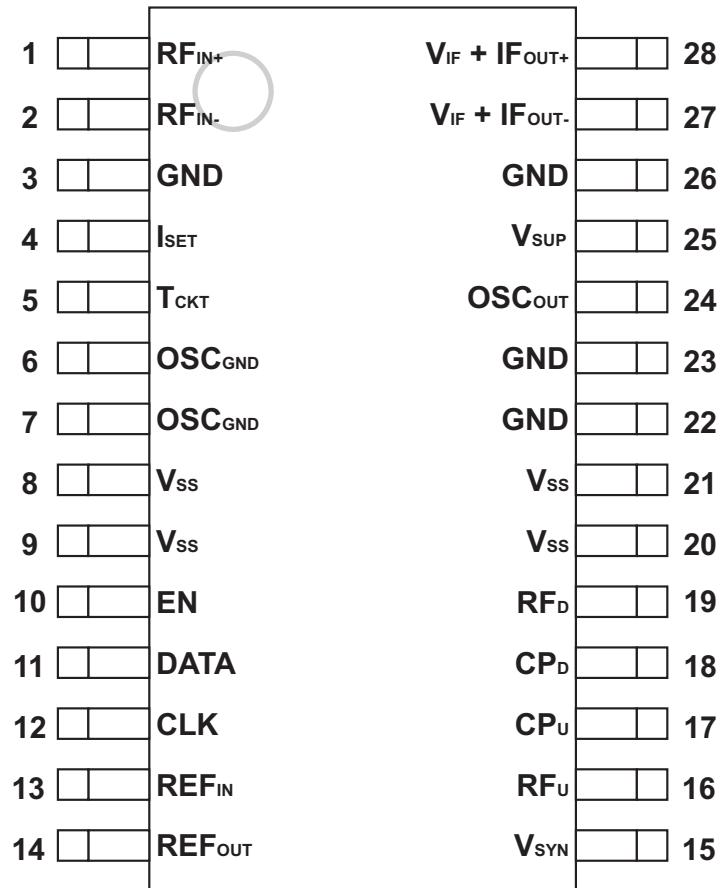 1 RFIN+ VIF + IFOUT+ 28
2 RFIN- VIF + IFOUT- 27
3 GND GND 26
4 ISET VSUP 25
5 TCKT OSCOUT 24
6 OSCGND GND 23
7 OSCGND GND 22
8 VSS VSS 21
9 VSS VSS 20
10 EN RFD 19
11 DATA CPD 18
12 CLK CPU 17
13 REFIN RFU 16
14 REFOUT VSYN 15